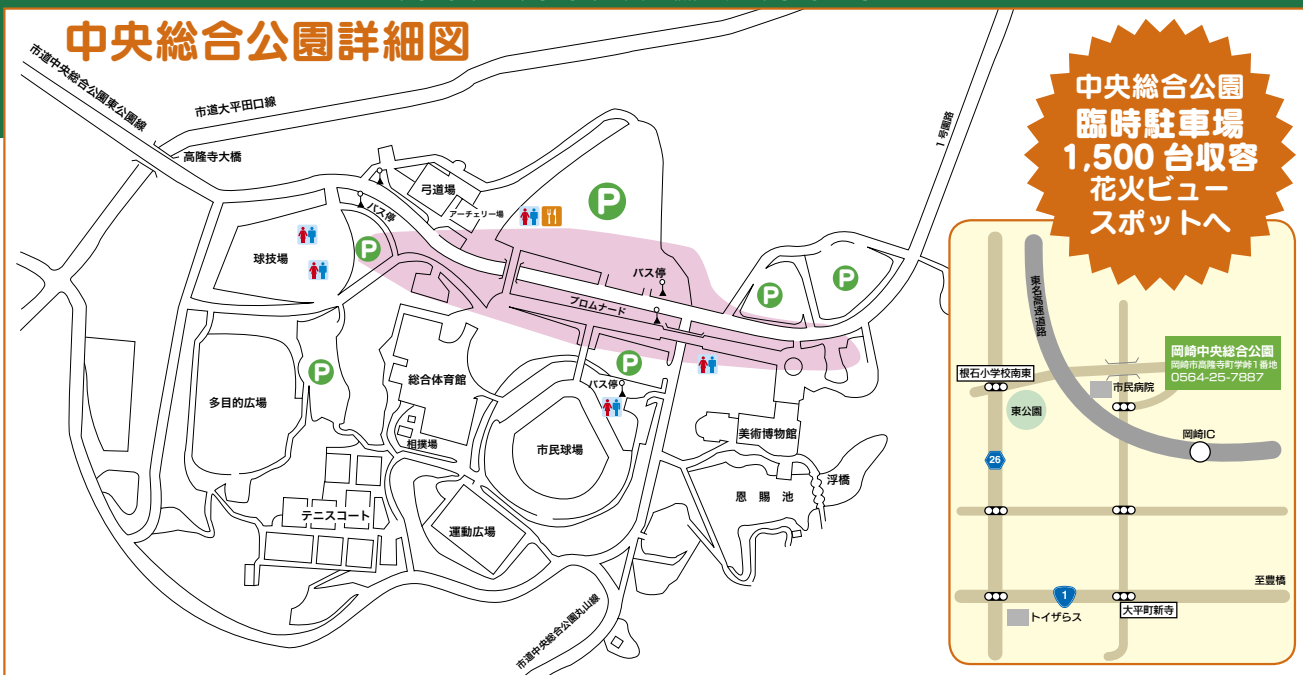 中央総合公園詳細図
市道中央総合公園東公園線
市道大平田口線
高隆寺大橋
1号園路
弓道場
アーチェリー場
バス停
球技場
P
P
P
P
バス停
プロムナード
P
P
バス停
総合体育館
多目的広場
相撲場
市民球場
美術博物館
浮橋
恩賜池
テニスコート
運動広場
市道中央総合公園丸山線
中央総合公園
臨時駐車場
1,500 台収容
花火ビュー
スポットへ
東名高速道路
岡崎中央総合公園
岡崎市高隆寺町字峠1番地
0564-25-7887
根石小学校南東
市民病院
東公園
岡崎IC
26
至豊橋
1
トイザらス
大平町新寺